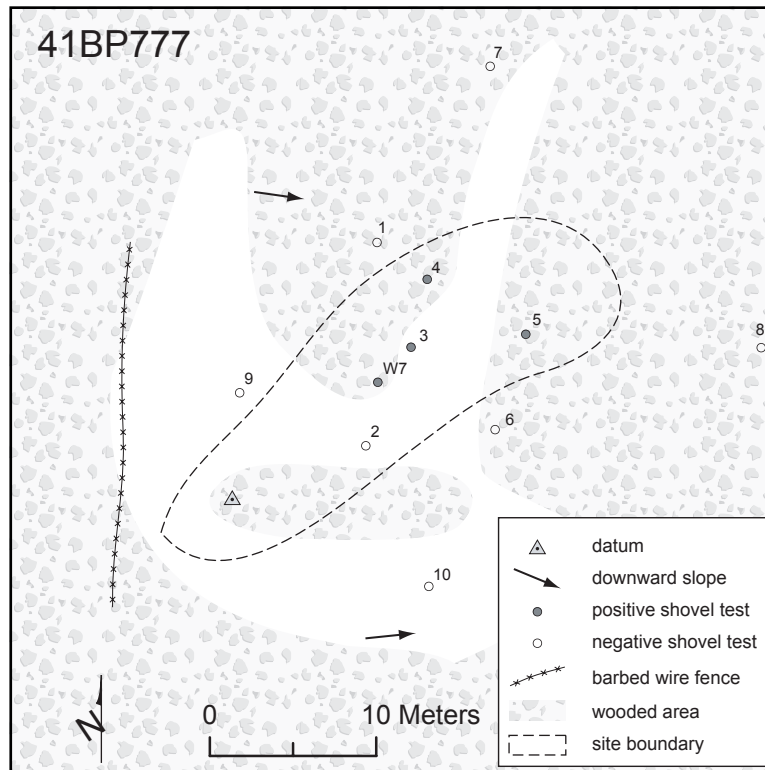 41BP777
7
1
4
8
5
3
9
W7
2
6
10
datum
downward slope
positive shovel test
negative shovel test
barbed wire fence
wooded area
site boundary
N
0 10 Meters